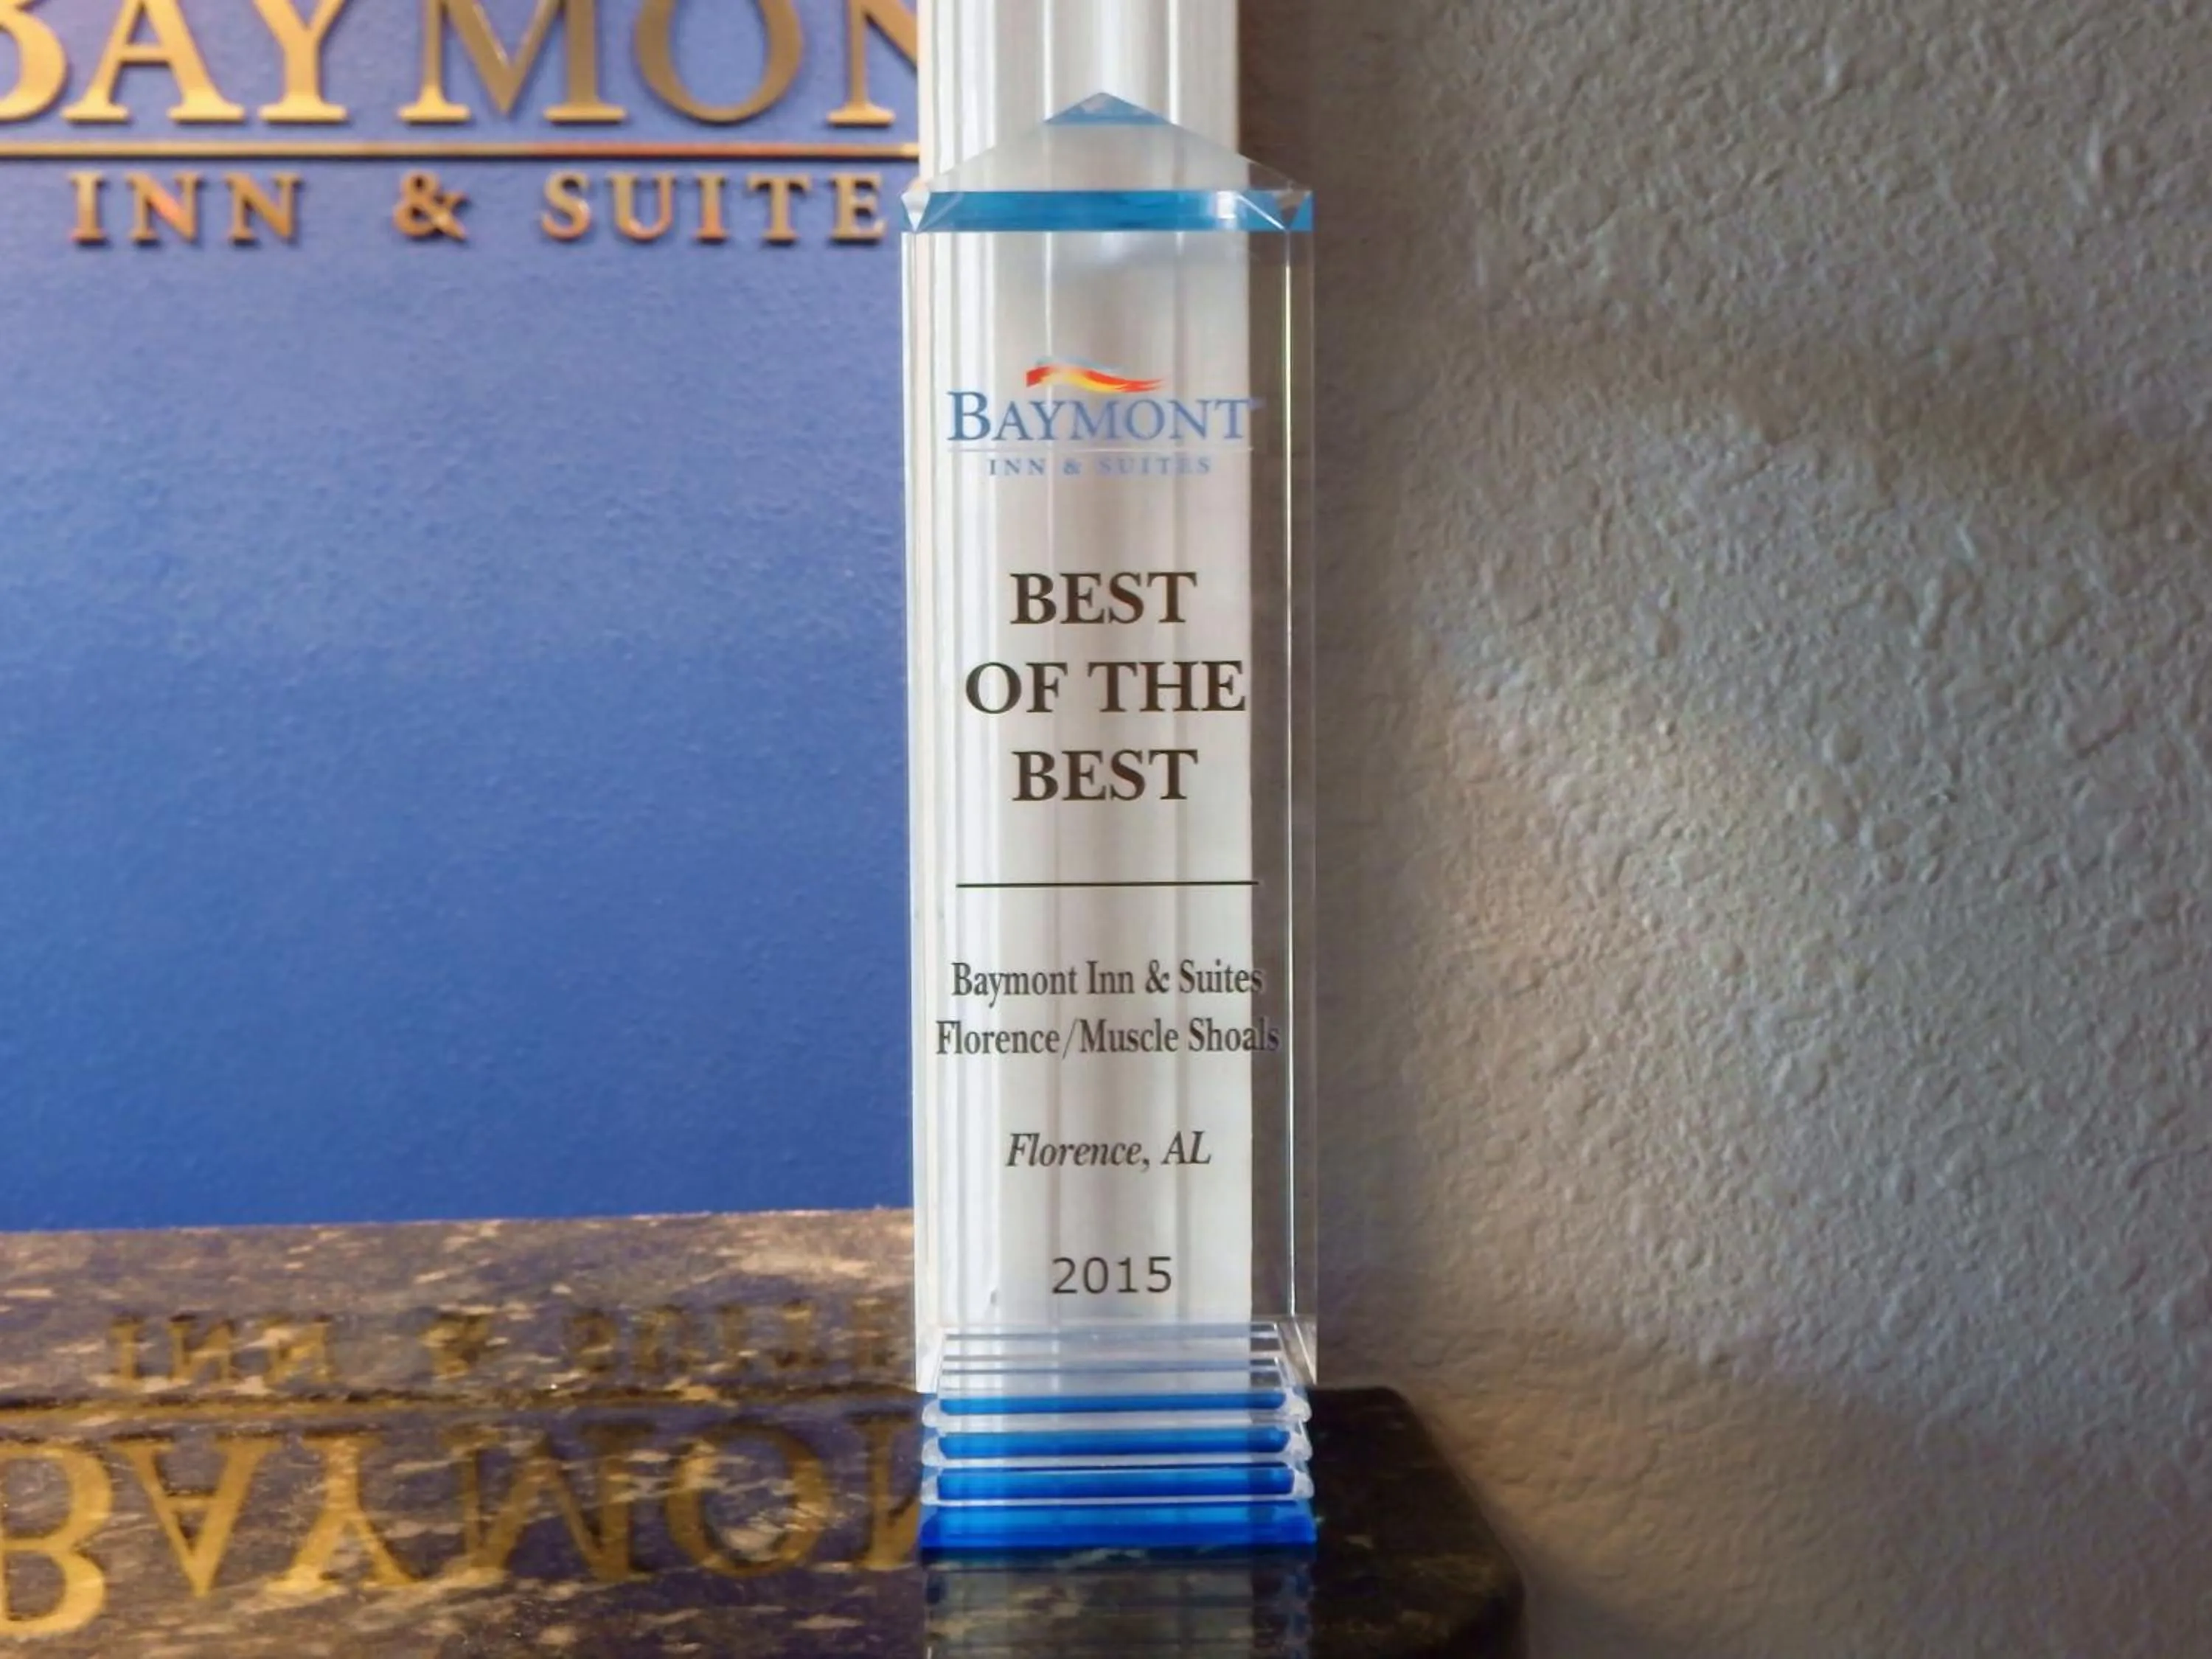 BAYMON
INN & SUITE
BAYMONT
INN & SUITES
BEST
OF THE
BEST
Baymont Inn & Suites
Florence/Muscle Shoals
Florence, AL
2015